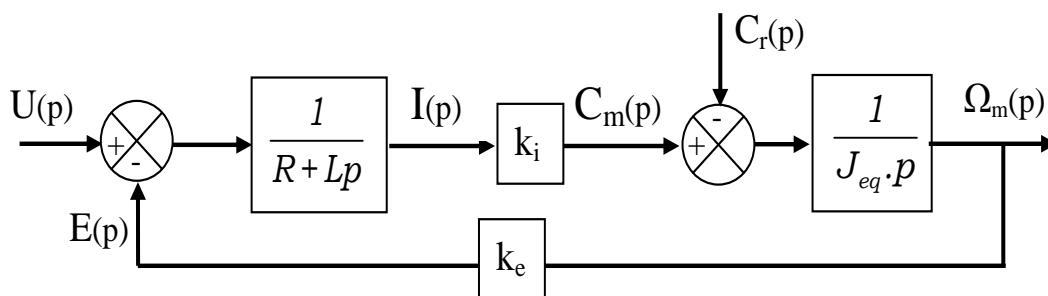 C_r(p)
U(p)
+
-
1
R+Lp
I(p)
k_i
C_m(p)
+
-
1
J_eq.p
Ω_m(p)
E(p)
k_e